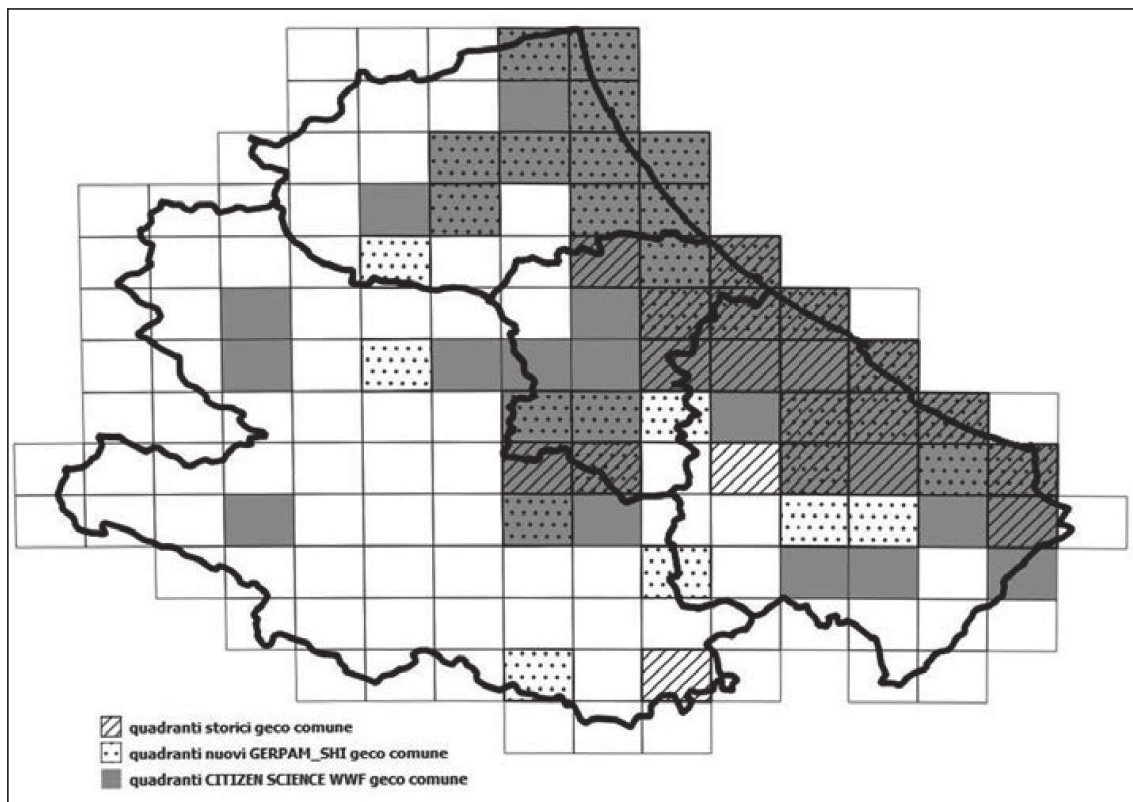 quadranti storici geco comune
quadranti nuovi GERPAM_SHI geco comune
quadranti CITIZEN SCIENCE WWF geco comune